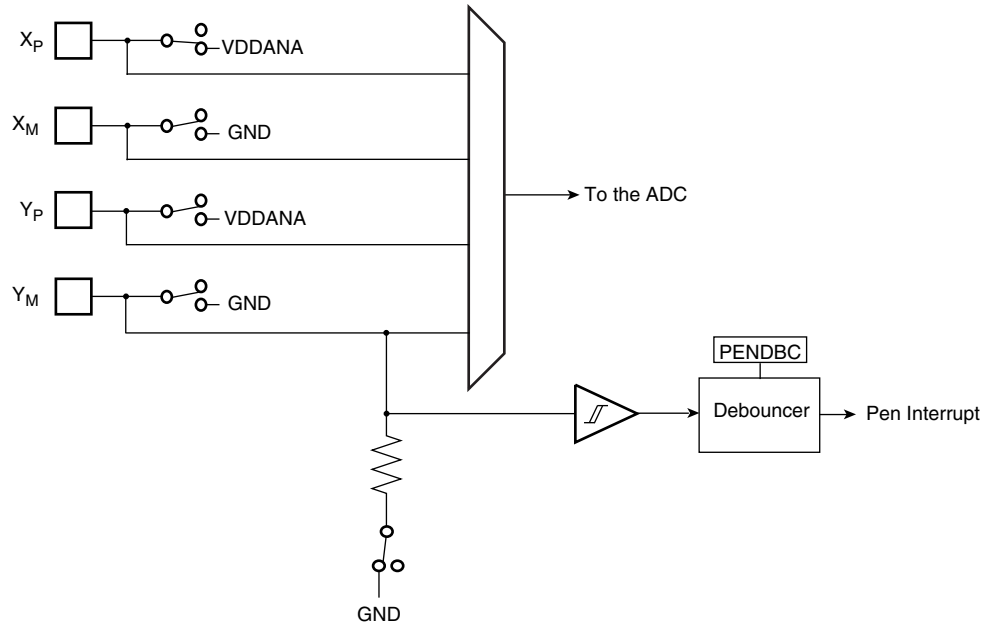 XP
VDDANA
XM
GND
To the ADC
YP
VDDANA
YM
GND
PENDBC
Debouncer
Pen Interrupt
GND